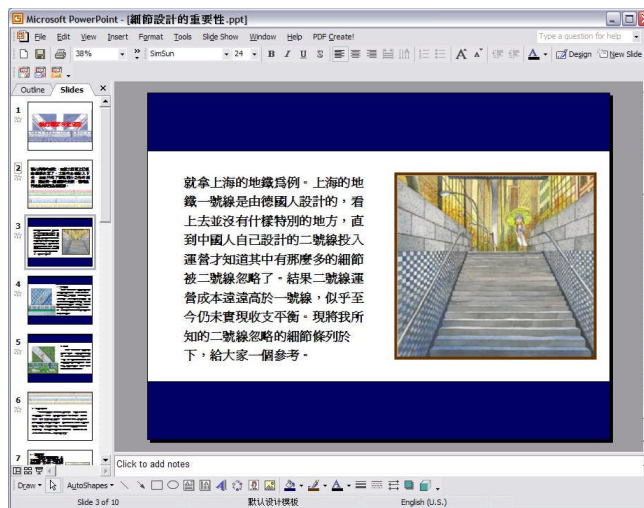 Microsoft PowerPoint - [細節設計的重要性.ppt]
File Edit View Insert Format Tools Slide Show Window Help PDF Create!
Type a question for help
38%
SimSun
24
B I U S
Design
New Slide
Outline
Slides
1
2
3
4
5
6
7
就拿上海的地鐵爲例。上海的地
鐵一號線是由德國人設計的，看
上去並沒有什樣特別的地方，直
到中國人自己設計的二號線投入
運營才知道其中有那麼多的細節
被二號線忽略了。結果二號線運
營成本遠遠高於一號線，似乎至
今仍未實現收支平衡。現將我所
知的二號線忽略的細節條列於
下，給大家一個參考。
Click to add notes
Draw
AutoShapes
Slide 3 of 10
默认设计模板
English (U.S.)